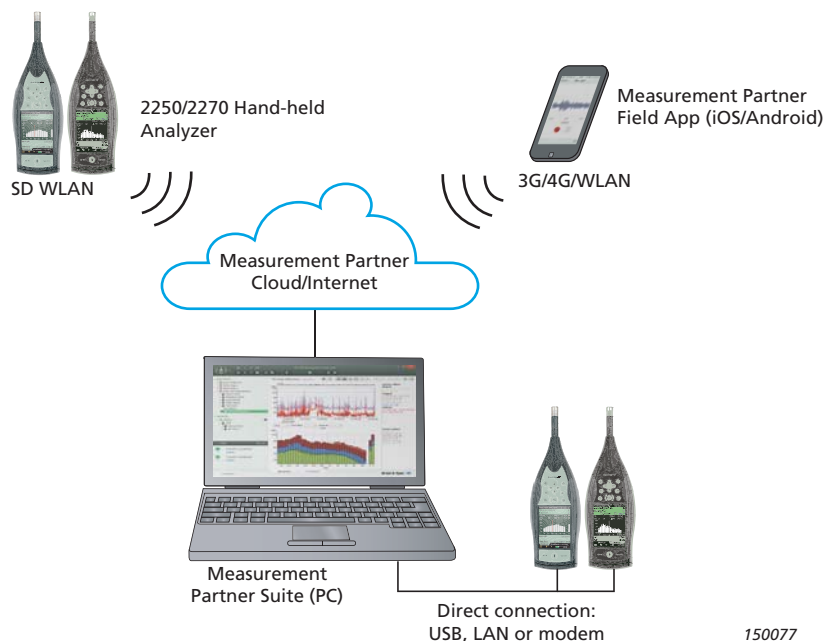 2250/2270 Hand-held
Analyzer
SD WLAN
Measurement Partner
Field App (iOS/Android)
3G/4G/WLAN
Measurement Partner
Cloud/Internet
Measurement
Partner Suite (PC)
Direct connection:
USB, LAN or modem
150077